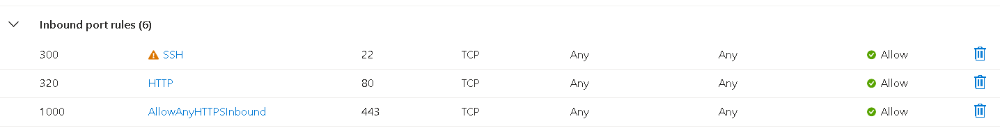 Inbound port rules (6)
300 SSH 22 TCP Any Any Allow
320 HTTP 80 TCP Any Any Allow
1000 AllowAnyHTTPSInbound 443 TCP Any Any Allow